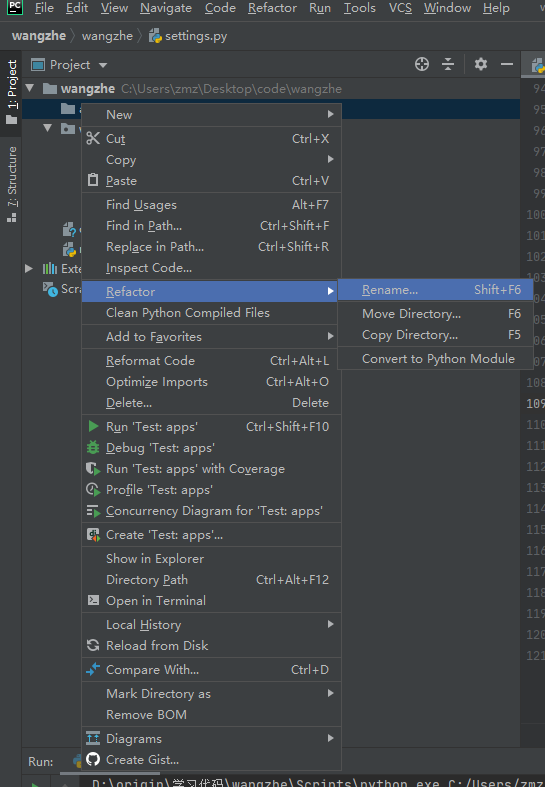 PC File Edit View Navigate Code Refactor Run Tools VCS Window Help
wangzhe wangzhe settings.py
1: Project
7: Structure
Project
wangzhe C:\Users\zmz\Desktop\code\wangzhe
New
Cut Ctrl+X
Copy
Paste Ctrl+V
Find Usages Alt+F7
Find in Path... Ctrl+Shift+F
Replace in Path... Ctrl+Shift+R
Inspect Code...
Refactor
Clean Python Compiled Files
Add to Favorites
Reformat Code Ctrl+Alt+L
Optimize Imports Ctrl+Alt+O
Delete... Delete
Run 'Test: apps' Ctrl+Shift+F10
Debug 'Test: apps'
Run 'Test: apps' with Coverage
Profile 'Test: apps'
Concurrency Diagram for 'Test: apps'
Create 'Test: apps'...
Show in Explorer
Directory Path Ctrl+Alt+F12
Open in Terminal
Local History
Reload from Disk
Compare With... Ctrl+D
Mark Directory as
Remove BOM
Diagrams
Create Gist...
Rename... Shift+F6
Move Directory... F6
Copy Directory... F5
Convert to Python Module
Exte
Scra
94
95
96
97
98
99
100
101
102
103
104
105
106
107
108
109
110
111
112
113
114
115
116
117
118
119
120
121
Run:
D:\origin\学习代码\wangzhe\Scripts\python.exe C:/Users/zmz